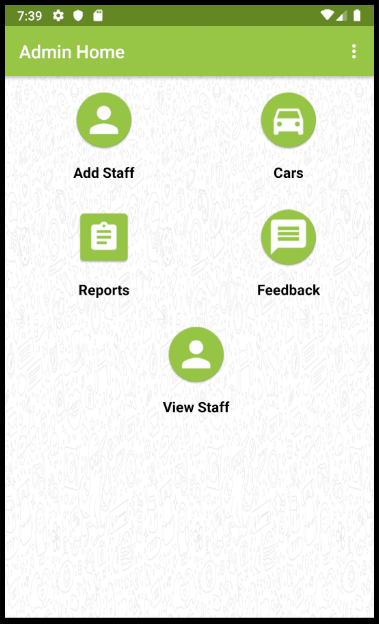 7:39
Admin Home
Add Staff
Cars
Reports
Feedback
View Staff